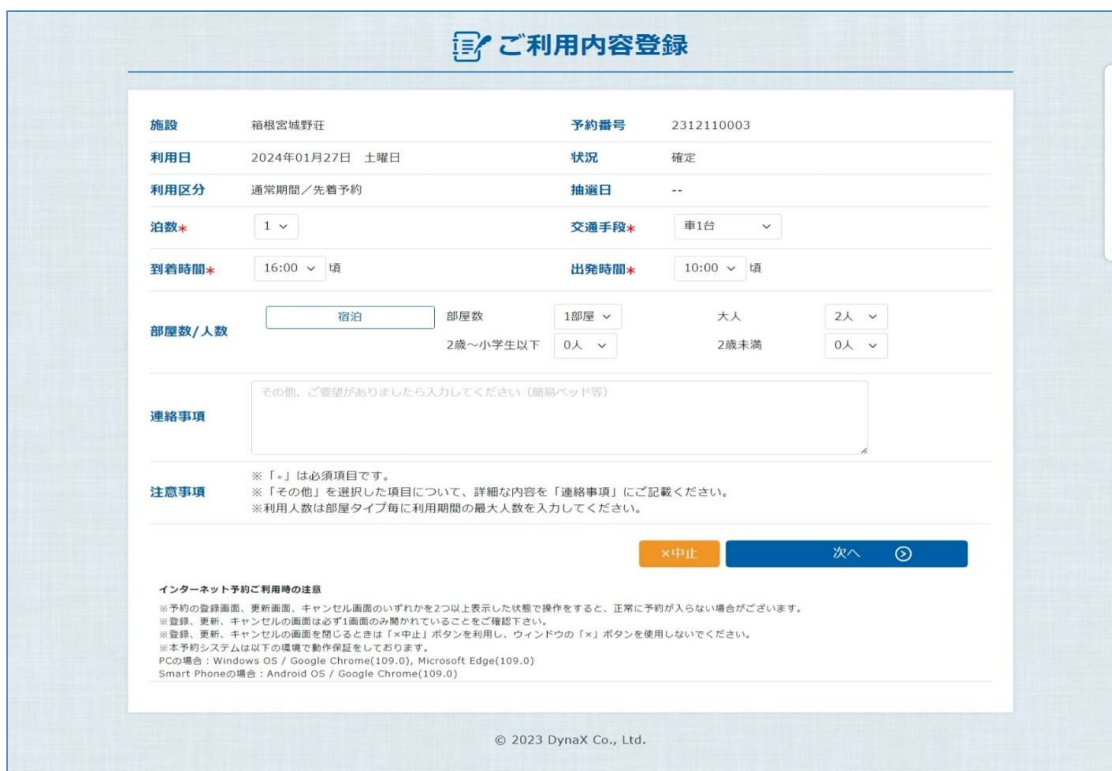 ご利用内容登録
施設 箱根宮城野荘 予約番号 2312110003
利用日 2024年01月27日 土曜日 状況 確定
利用区分 通常期間／先着予約 抽選日 --
泊数* 1 交通手段* 車1台
到着時間* 16:00 頃 出発時間* 10:00 頃
部屋数/人数 宿泊 部屋数 1部屋 大人 2人
2歳～小学生以下 0人 2歳未満 0人
連絡事項 その他、ご要望がありましたら入力してください（簡易ベッド等）
注意事項 ※「*」は必須項目です。
※「その他」を選択した項目について、詳細な内容を「連絡事項」にご記載ください。
※利用人数は部屋タイプ毎に利用期間の最大人数を入力してください。
×中止 次へ
インターネット予約ご利用時の注意
※予約の登録画面、更新画面、キャンセル画面のいずれかを2つ以上表示した状態で操作をすると、正常に予約が入らない場合がございます。
※登録、更新、キャンセルの画面は必ず1画面のみ開かれていることをご確認下さい。
※登録、更新、キャンセルの画面を閉じるときは「×中止」ボタンを利用し、ウィンドウの「×」ボタンを使用しないでください。
※本予約システムは以下の環境で動作保証をしております。
PCの場合：Windows OS / Google Chrome(109.0), Microsoft Edge(109.0)
Smart Phoneの場合：Android OS / Google Chrome(109.0)
© 2023 DynaX Co., Ltd.